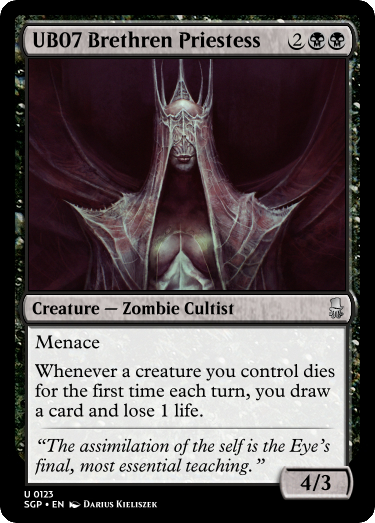 UB07 Brethren Priestess 2
Creature — Zombie Cultist
Menace
Whenever a creature you control dies
for the first time each turn, you draw
a card and lose 1 life.
“The assimilation of the self is the Eye’s
final, most essential teaching.”
4/3
U 0123
SGP • EN Darius Kieliszek